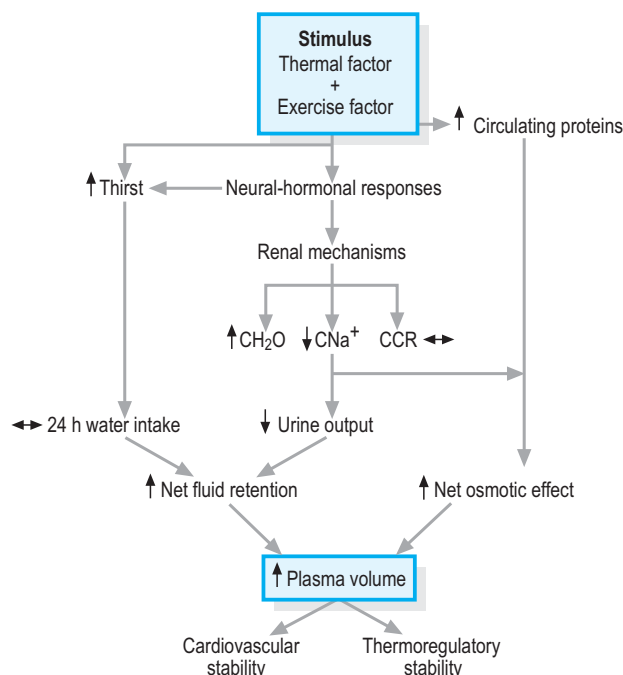 Stimulus
Thermal factor
+
Exercise factor
↑ Circulating proteins
↑ Thirst
Neural-hormonal responses
Renal mechanisms
↑ CH₂O
↓ CNa⁺
CCR ↔
↔ 24 h water intake
↓ Urine output
↑ Net fluid retention
↑ Net osmotic effect
↑ Plasma volume
Cardiovascular
stability
Thermoregulatory
stability